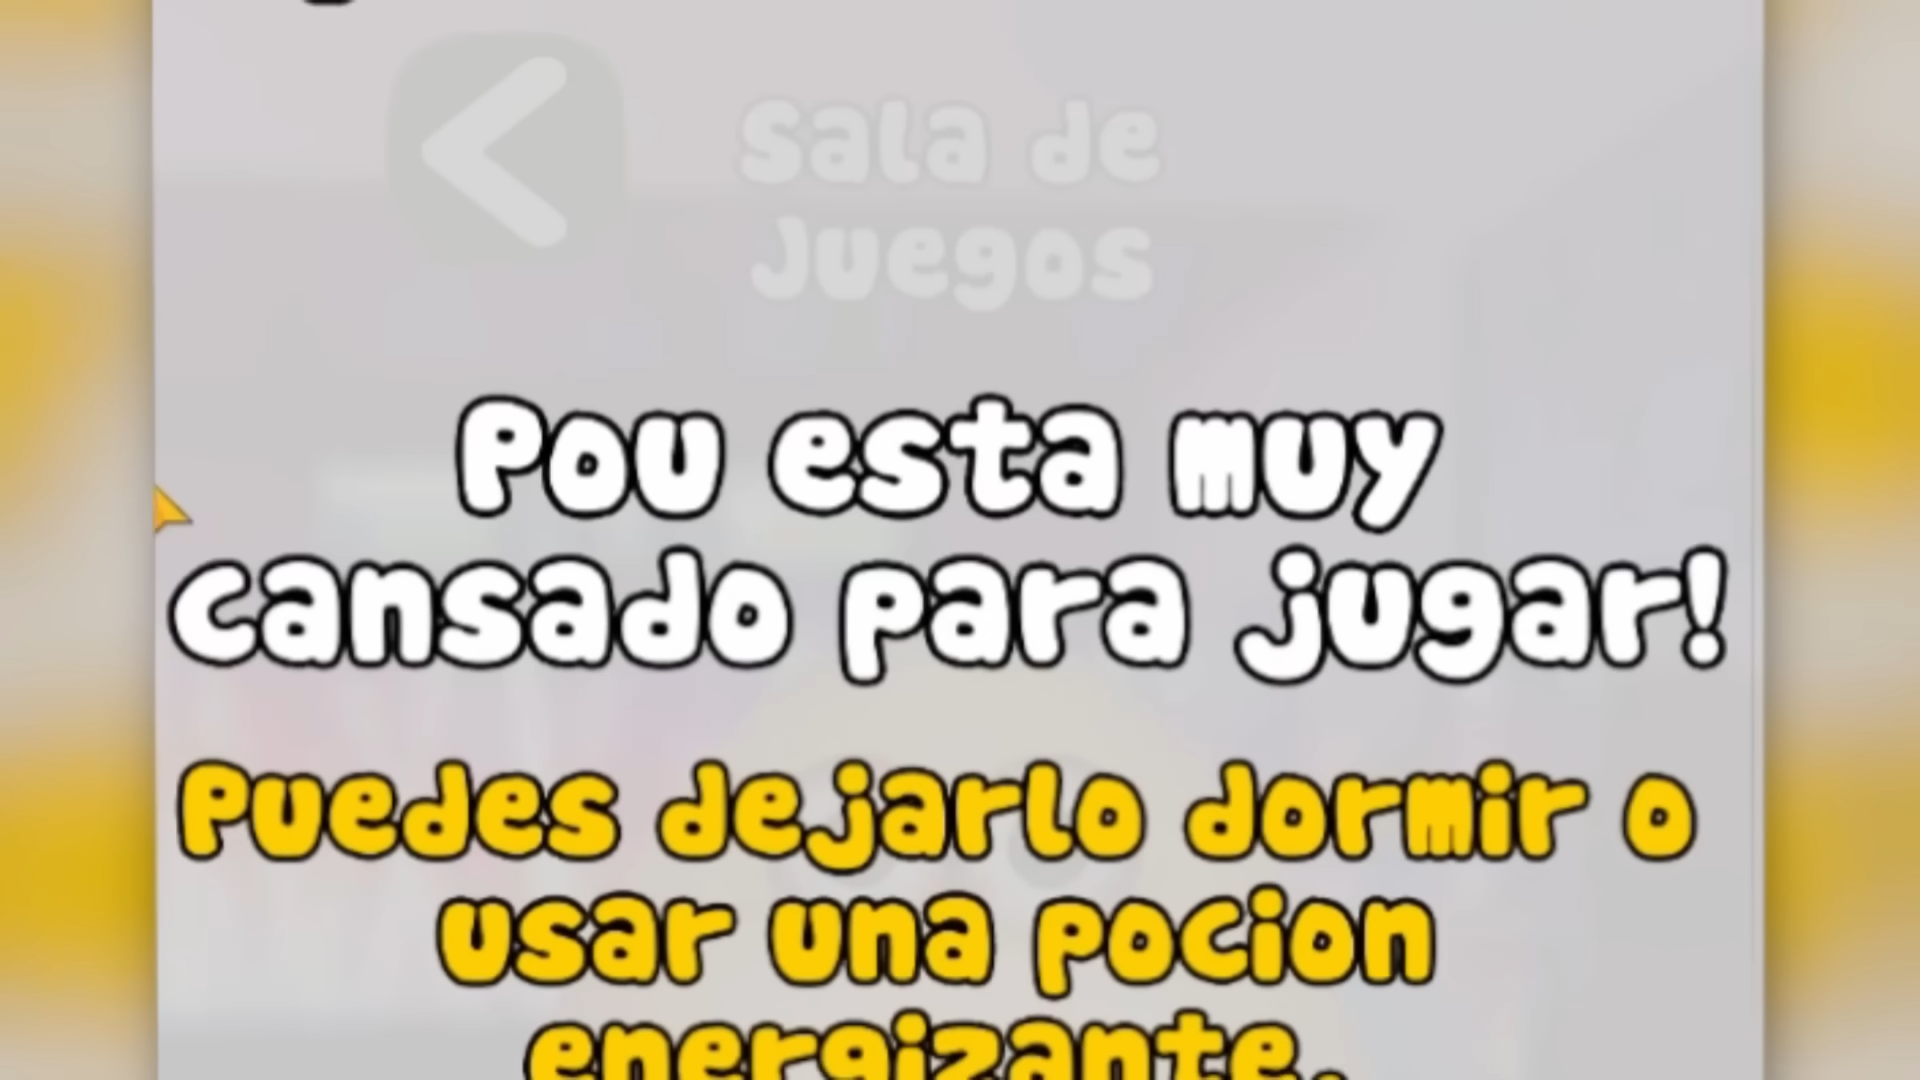 Sala de
Juegos
Pou esta muy
cansado para jugar!
Puedes dejarlo dormir o
usar una pocion
energizante.